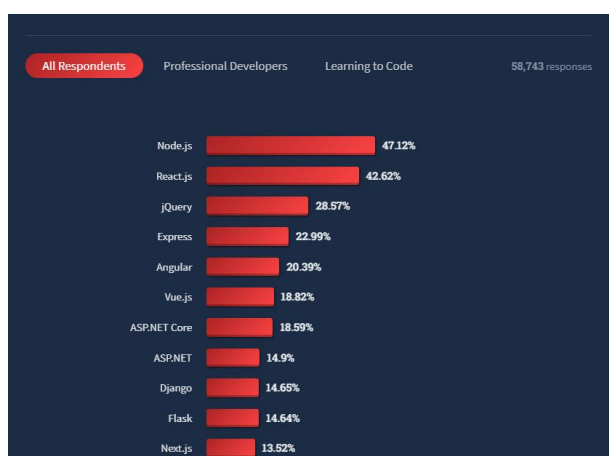 All Respondents Professional Developers Learning to Code 58,743 responses
Node.js 47.12%
React.js 42.62%
jQuery 28.57%
Express 22.99%
Angular 20.39%
Vue.js 18.82%
ASP.NET Core 18.59%
ASP.NET 14.9%
Django 14.65%
Flask 14.64%
Next.js 13.52%